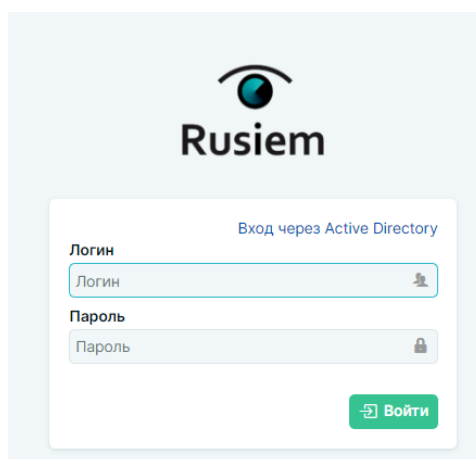 Rusiem
Вход через Active Directory
Логин
Логин
Пароль
Пароль
Войти